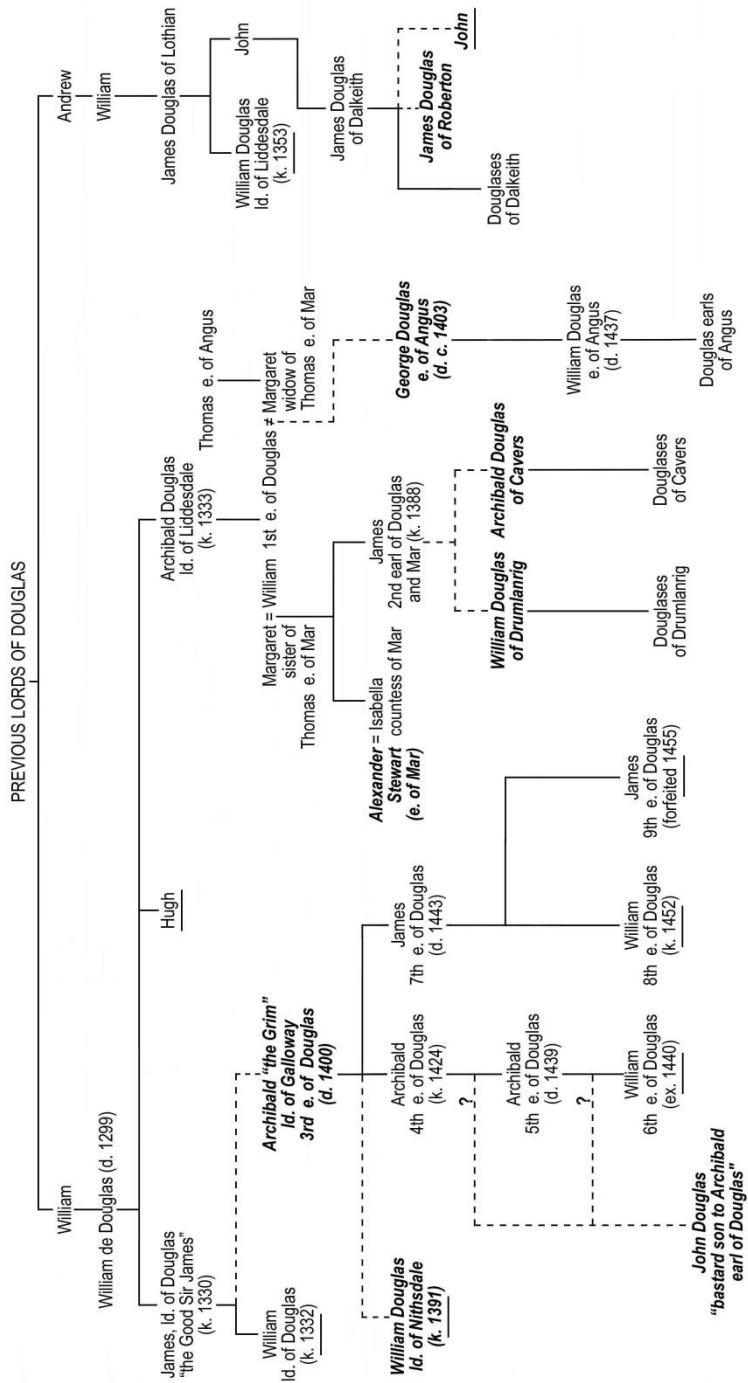 PREVIOUS LORDS OF DOUGLAS
William
Andrew
William de Douglas (d. 1299)
William
James, ld. of Douglas
"the Good Sir James"
(k. 1330)
Hugh
Archibald Douglas
ld. of Liddesdale
(k. 1333)
Thomas e. of Angus
James Douglas of Lothian
William
ld. of Douglas
(k. 1332)
Archibald "the Grim"
ld. of Galloway
3rd e. of Douglas
(d. 1400)
Margaret = William 1st e. of Douglas ≠ Margaret
sister of
Thomas e. of Mar
widow of
Thomas e. of Mar
William Douglas
ld. of Liddesdale
(k. 1353)
John
William Douglas
ld. of Nithsdale
(k. 1391)
Archibald
4th e. of Douglas
(k. 1424)
James
7th e. of Douglas
(d. 1443)
Alexander = Isabella
Stewart countess of Mar
(e. of Mar)
James
2nd earl of Douglas
and Mar (k. 1388)
George Douglas
e. of Angus
(d. c. 1403)
James Douglas
of Dalkeith
?
Archibald
5th e. of Douglas
(d. 1439)
William Douglas
of Drumlanrig
Archibald Douglas
of Cavers
William Douglas
e. of Angus
(d. 1437)
Douglases
of Dalkeith
James Douglas
of Roberton
John
?
William
6th e. of Douglas
(ex. 1440)
William
8th e. of Douglas
(k. 1452)
James
9th e. of Douglas
(forfeited 1455)
Douglases
of Drumlanrig
Douglases
of Cavers
Douglas earls
of Angus
John Douglas
"bastard son to Archibald
earl of Douglas"